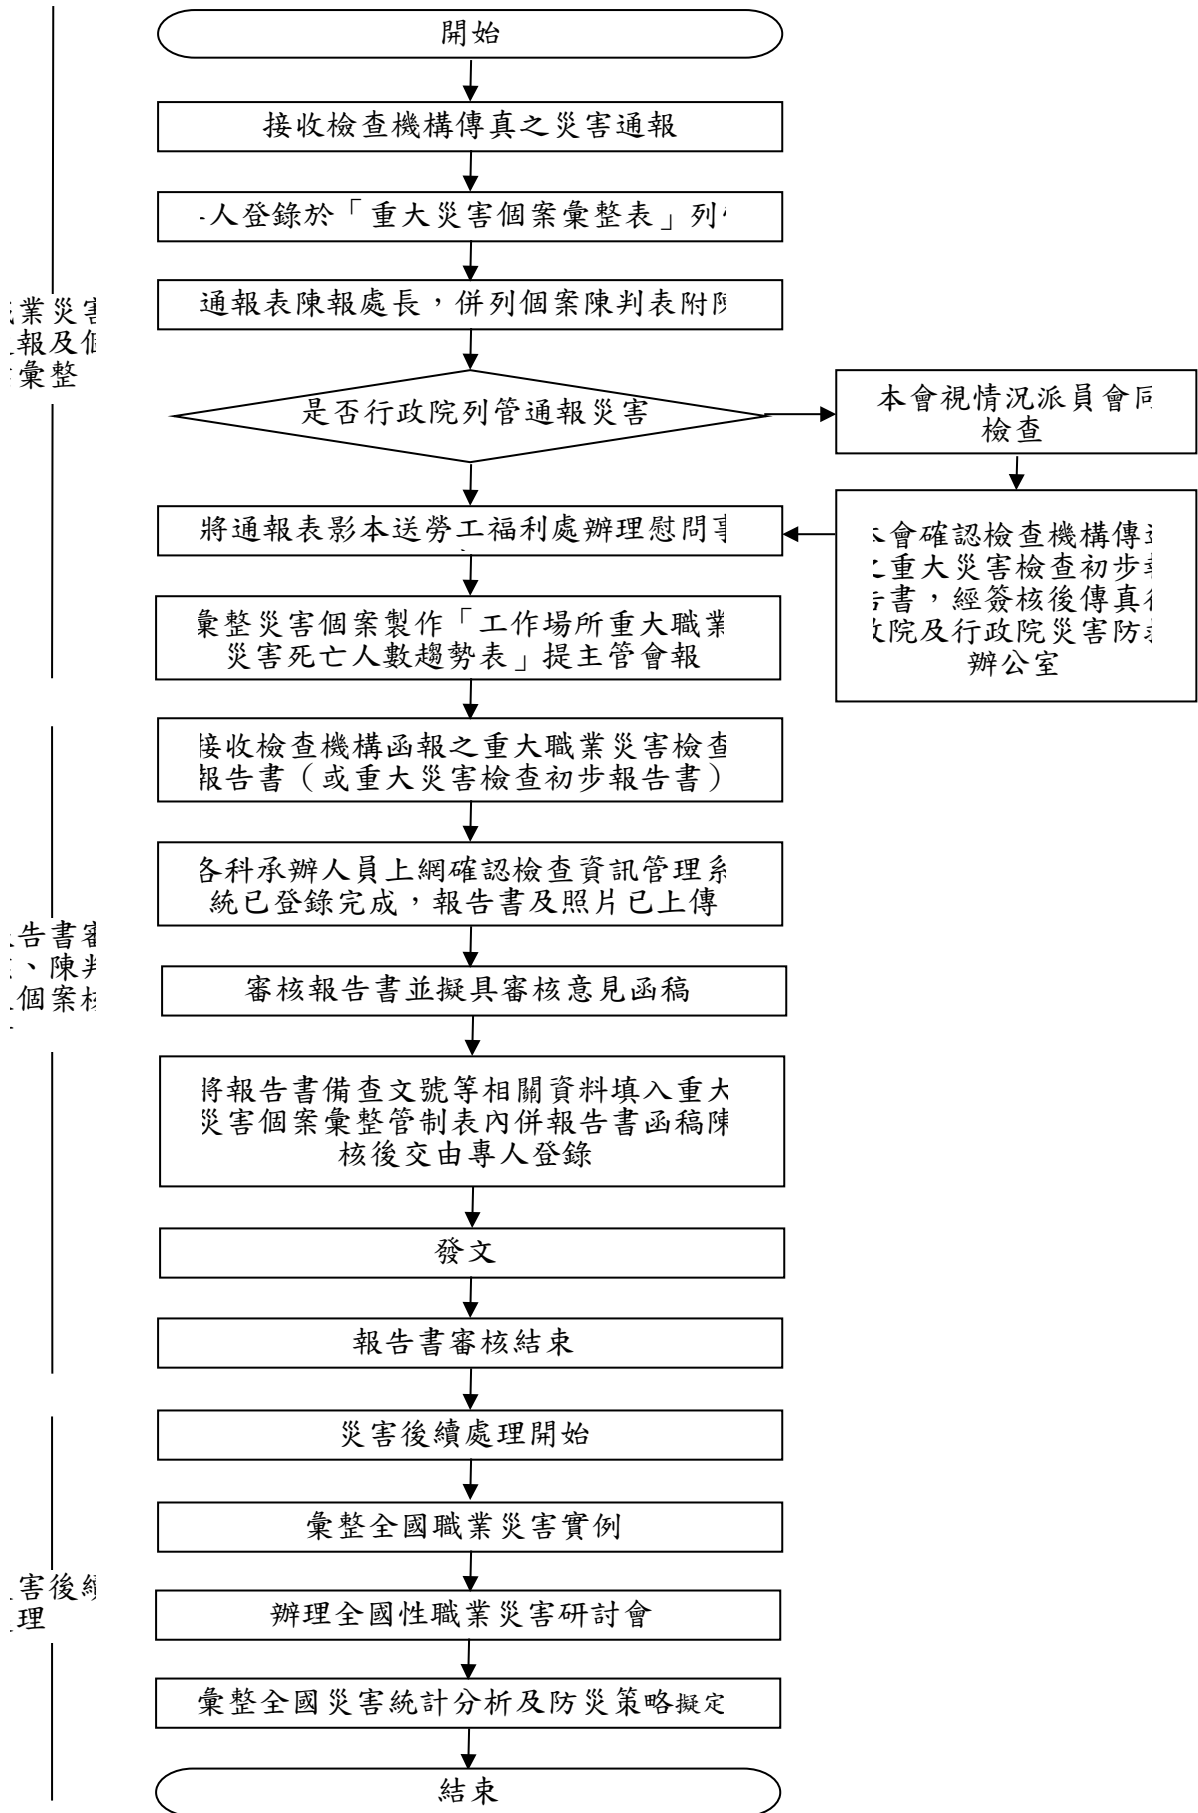 開始
接收檢查機構傳真之災害通報
人登錄於「重大災害個案彙整表」列
通報表陳報處長，併列個案陳判表附
業災害
報及
彙整
是否行政院列管通報災害
本會視情況派員會同
檢查
將通報表影本送勞工福利處辦理慰問事
會確認檢查機構傳
之重大災害檢查初步
告書，經簽核後傳真
政院及行政院災害防
辦公室
彙整災害個案製作「工作場所重大職業
災害死亡人數趨勢表」提主管會報
接收檢查機構函報之重大職業災害檢查
報告書（或重大災害檢查初步報告書）
各科承辦人員上網確認檢查資訊管理系
統已登錄完成，報告書及照片已上傳
告書審
、陳判
個案核
審核報告書並擬具審核意見函稿
將報告書備查文號等相關資料填入重大
災害個案彙整管制表內併報告書函稿陳
核後交由專人登錄
發文
報告書審核結束
災害後續處理開始
彙整全國職業災害實例
害後續
理
辦理全國性職業災害研討會
彙整全國災害統計分析及防災策略擬定
結束